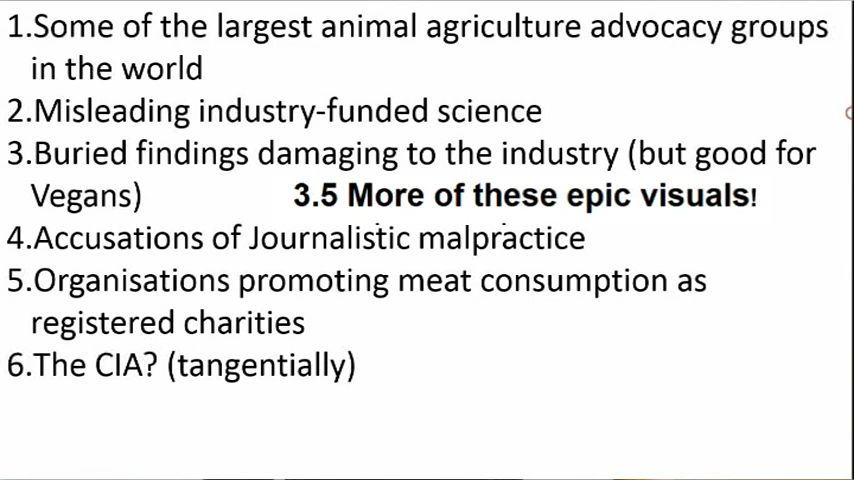 1.Some of the largest animal agriculture advocacy groups
in the world
2.Misleading industry-funded science
3.Buried findings damaging to the industry (but good for
Vegans) 3.5 More of these epic visuals!
4.Accusations of Journalistic malpractice
5.Organisations promoting meat consumption as
registered charities
6.The CIA? (tangentially)